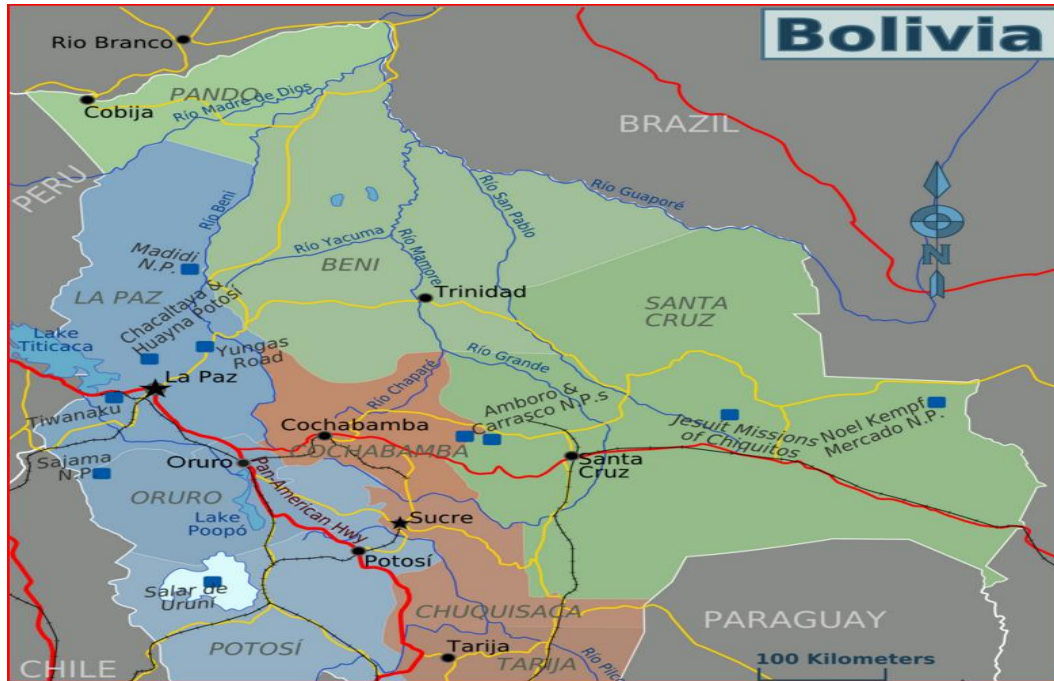 Bolivia
Rio Branco
PANDO
Río Madre de Dios
Cobija
BRAZIL
PERU
Río Beni
Río San Pablo
Río Guaporé
Madidi
N.P.
Río Yacuma
BENI
Río Mamoré
N
LA PAZ
Chacaltaya &
Huayna Potosí
Trinidad
SANTA
CRUZ
Lake
Titicaca
Yungas
Road
La Paz
Río Grande
Tiwanaku
Río Chaparé
Amboro &
Carrasco N.P.s
Cochabamba
COCHABAMBA
Jesuit Missions
of Chiquitos
Noel Kempf
Mercado N.P.
Sajama
N.P
Oruro
Santa
Cruz
ORURO
Pan-American Hwy
Lake
Poopó
Sucre
Potosí
Salar de
Uruni
CHUQUISACA
PARAGUAY
POTOSÍ
Tarija
TARIJA
Río Pilco
CHILE
100 Kilometers